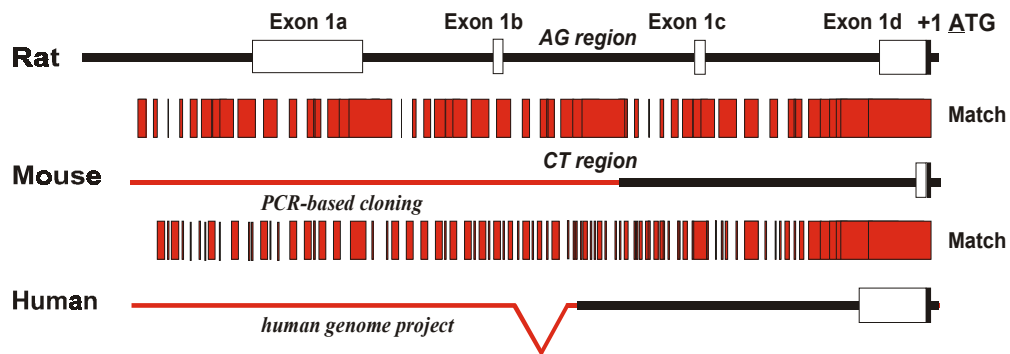 Exon 1a Exon 1b Exon 1c Exon 1d +1 ATG
Rat AG region
Match
CT region
Mouse
PCR-based cloning
Match
Human
human genome project